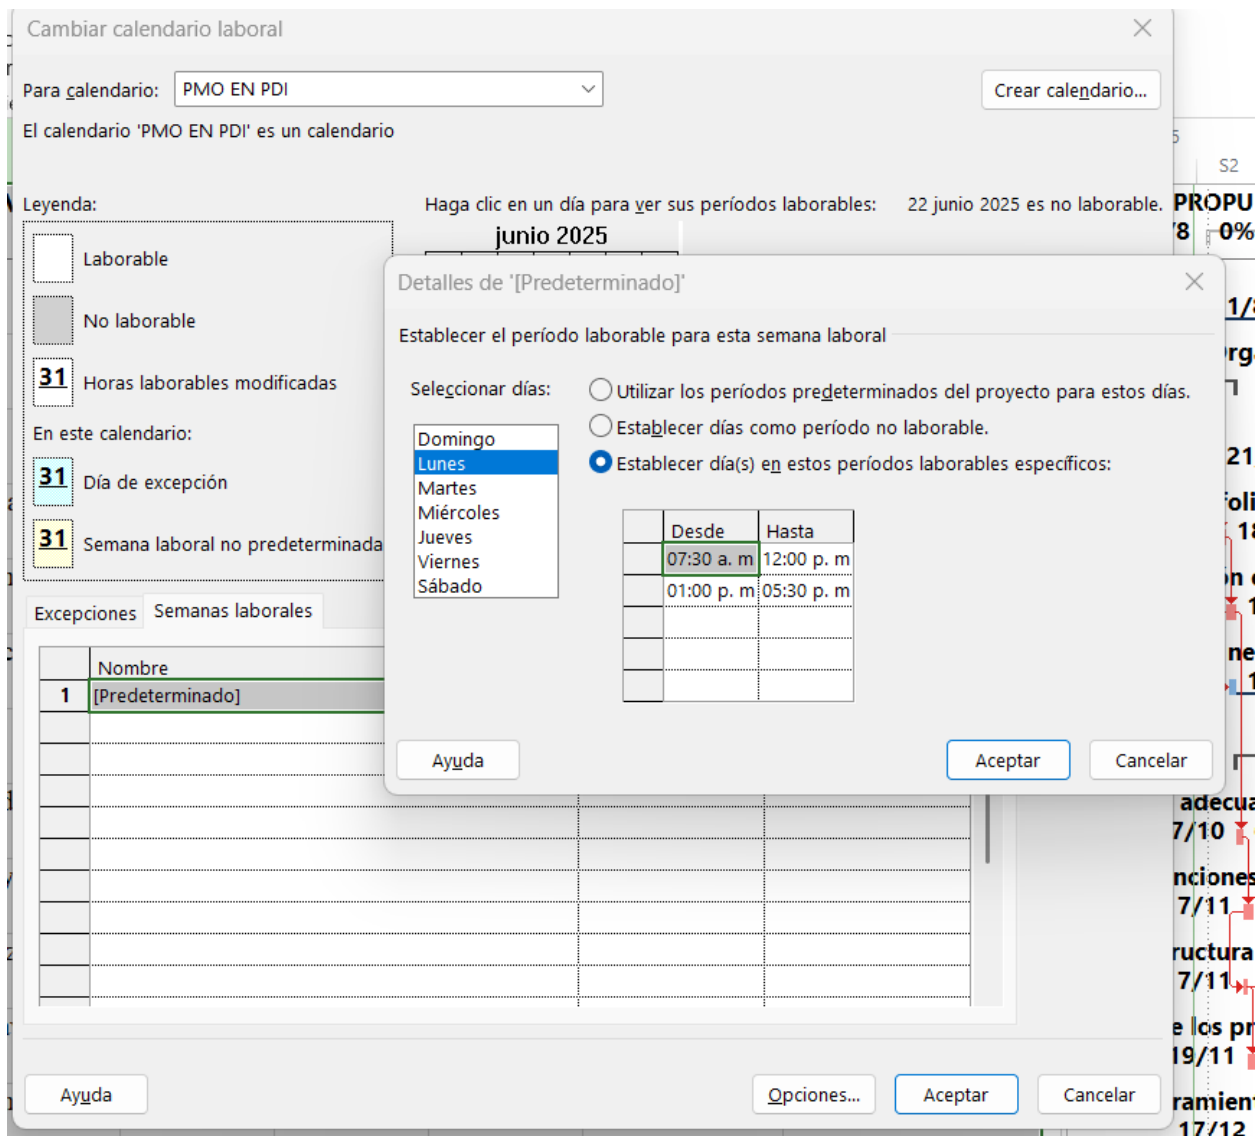 Cambiar calendario laboral
Para calendario: PMO EN PDI
Crear calendario...
El calendario 'PMO EN PDI' es un calendario
S2
Leyenda:
Haga clic en un día para ver sus períodos laborables:
22 junio 2025 es no laborable.
PROPU
junio 2025
0%
Laborable
Detalles de '[Predeterminado]'
No laborable
Establecer el período laborable para esta semana laboral
31 Horas laborables modificadas
Seleccionar días:
Utilizar los períodos predeterminados del proyecto para estos días.
Establecer días como período no laborable.
Establecer día(s) en estos períodos laborables específicos:
Domingo
Lunes
Martes
Miércoles
Jueves
Viernes
Sábado
En este calendario:
31 Día de excepción
31 Semana laboral no predeterminada
Desde Hasta
07:30 a. m 12:00 p. m
01:00 p. m 05:30 p. m
Excepciones Semanas laborales
Nombre
1 [Predeterminado]
Ayuda
Aceptar
Cancelar
adecua
7/10
nciones
7/11
ructura
7/11
e los pr
19/11
Ayuda
Opciones...
Aceptar
Cancelar
ramient
17/12